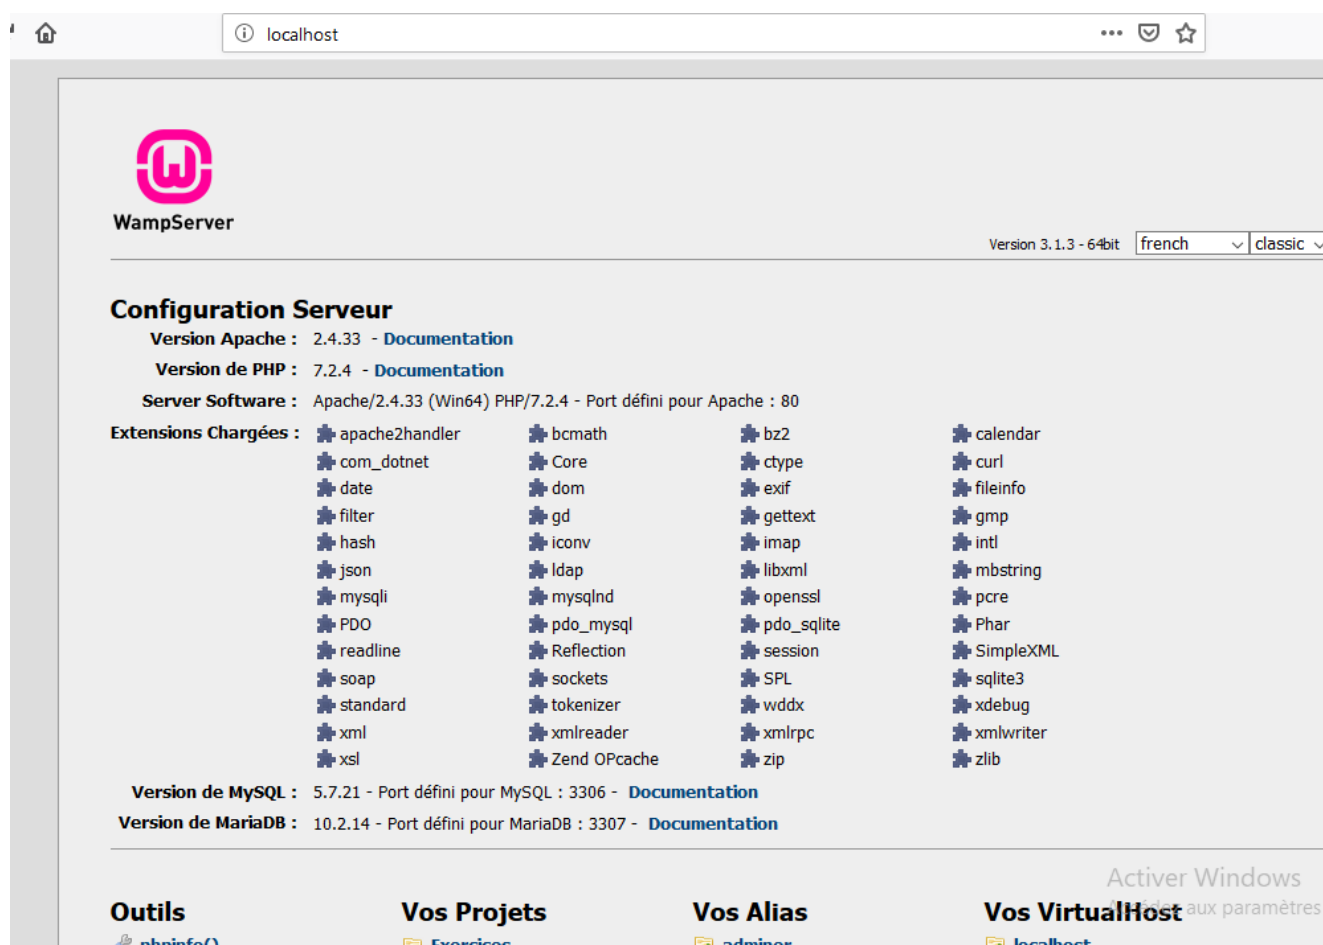 localhost
WampServer
Version 3.1.3 - 64bit french classic
Configuration Serveur
Version Apache : 2.4.33 - Documentation
Version de PHP : 7.2.4 - Documentation
Server Software : Apache/2.4.33 (Win64) PHP/7.2.4 - Port défini pour Apache : 80
Extensions Chargées : apache2handler bcmath bz2 calendar
com_dotnet Core ctype curl
date dom exif fileinfo
filter gd gettext gmp
hash iconv imap intl
json ldap libxml mbstring
mysqli mysqlnd openssl pcre
PDO pdo_mysql pdo_sqlite Phar
readline Reflection session SimpleXML
soap sockets SPL sqlite3
standard tokenizer wddx xdebug
xml xmlreader xmlrpc xmlwriter
xsl Zend OPcache zip zlib
Version de MySQL : 5.7.21 - Port défini pour MySQL : 3306 - Documentation
Version de MariaDB : 10.2.14 - Port défini pour MariaDB : 3307 - Documentation
Activer Windows
Outils Vos Projets Vos Alias Vos VirtualHost
aux paramètres
phpinfo() Exercices adminer localhost